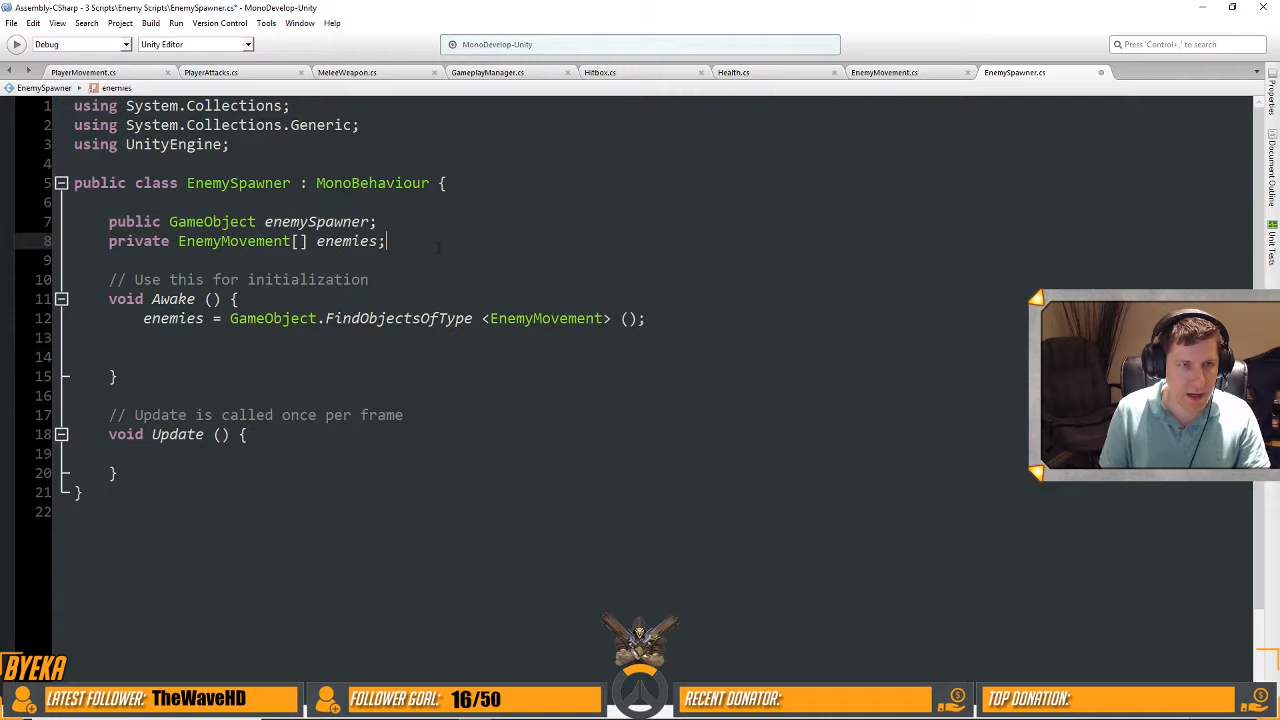 Assembly-CSharp - 3 Scripts\EnemySpawner.cs* - MonoDevelop-Unity
File Edit View Search Project Build Run Version Control Tools Window Help
Debug Unity Editor MonoDevelop-Unity Press 'Control+,' to search
PlayerMovement.cs PlayerAttacks.cs MeleeWeapon.cs GameplayManager.cs Hitbox.cs Health.cs EnemyMovement.cs EnemySpawner.cs
EnemySpawner enemies
1 using System.Collections;
2 using System.Collections.Generic;
3 using UnityEngine;
4
5 public class EnemySpawner : MonoBehaviour {
6
7 public GameObject enemySpawner;
8 private EnemyMovement[] enemies;
9
10 // Use this for initialization
11 void Awake () {
12 enemies = GameObject.FindObjectsOfType <EnemyMovement> ();
13
14
15 }
16
17 // Update is called once per frame
18 void Update () {
19
20 }
21 }
22
Properties
Document Outline
Unit Tests
BYEKA
LATEST FOLLOWER: TheWaveHD FOLLOWER GOAL: 16/50 RECENT DONATOR: TOP DONATION: